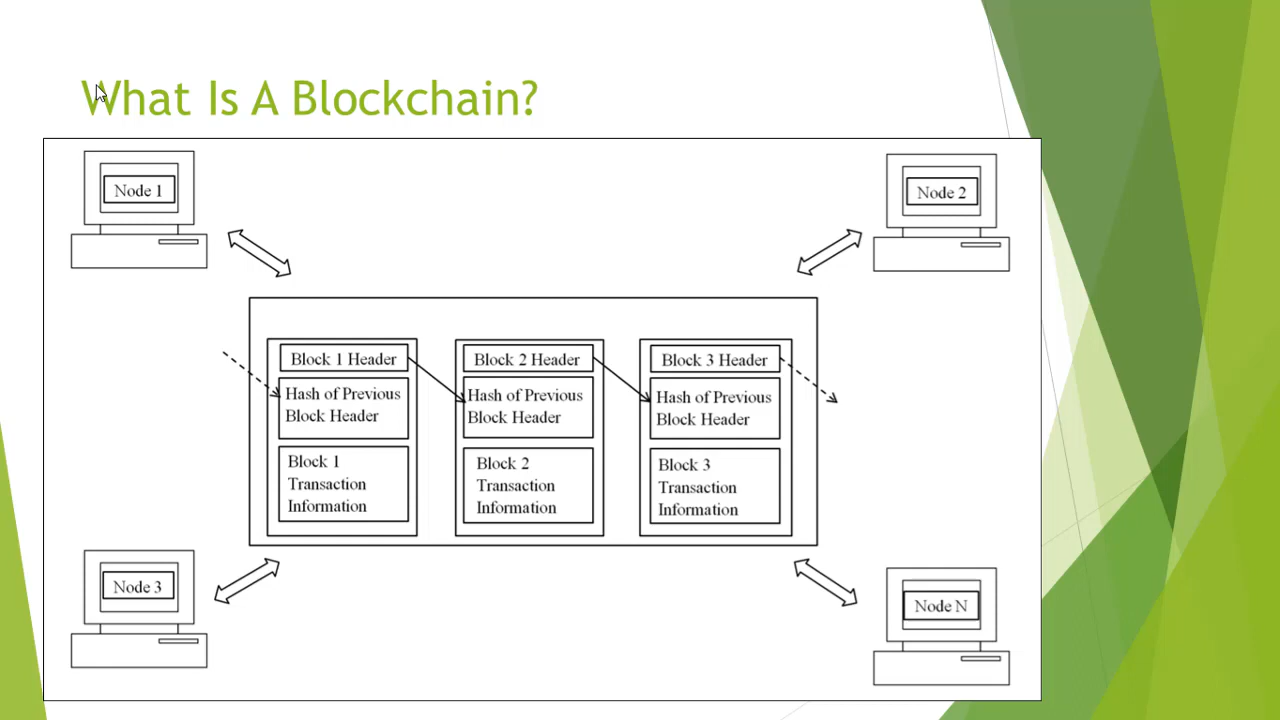 What Is A Blockchain?
Node 1
Node 2
Block 1 Header
Hash of Previous
Block Header
Block 1
Transaction
Information
Block 2 Header
Hash of Previous
Block Header
Block 2
Transaction
Information
Block 3 Header
Hash of Previous
Block Header
Block 3
Transaction
Information
Node 3
Node N